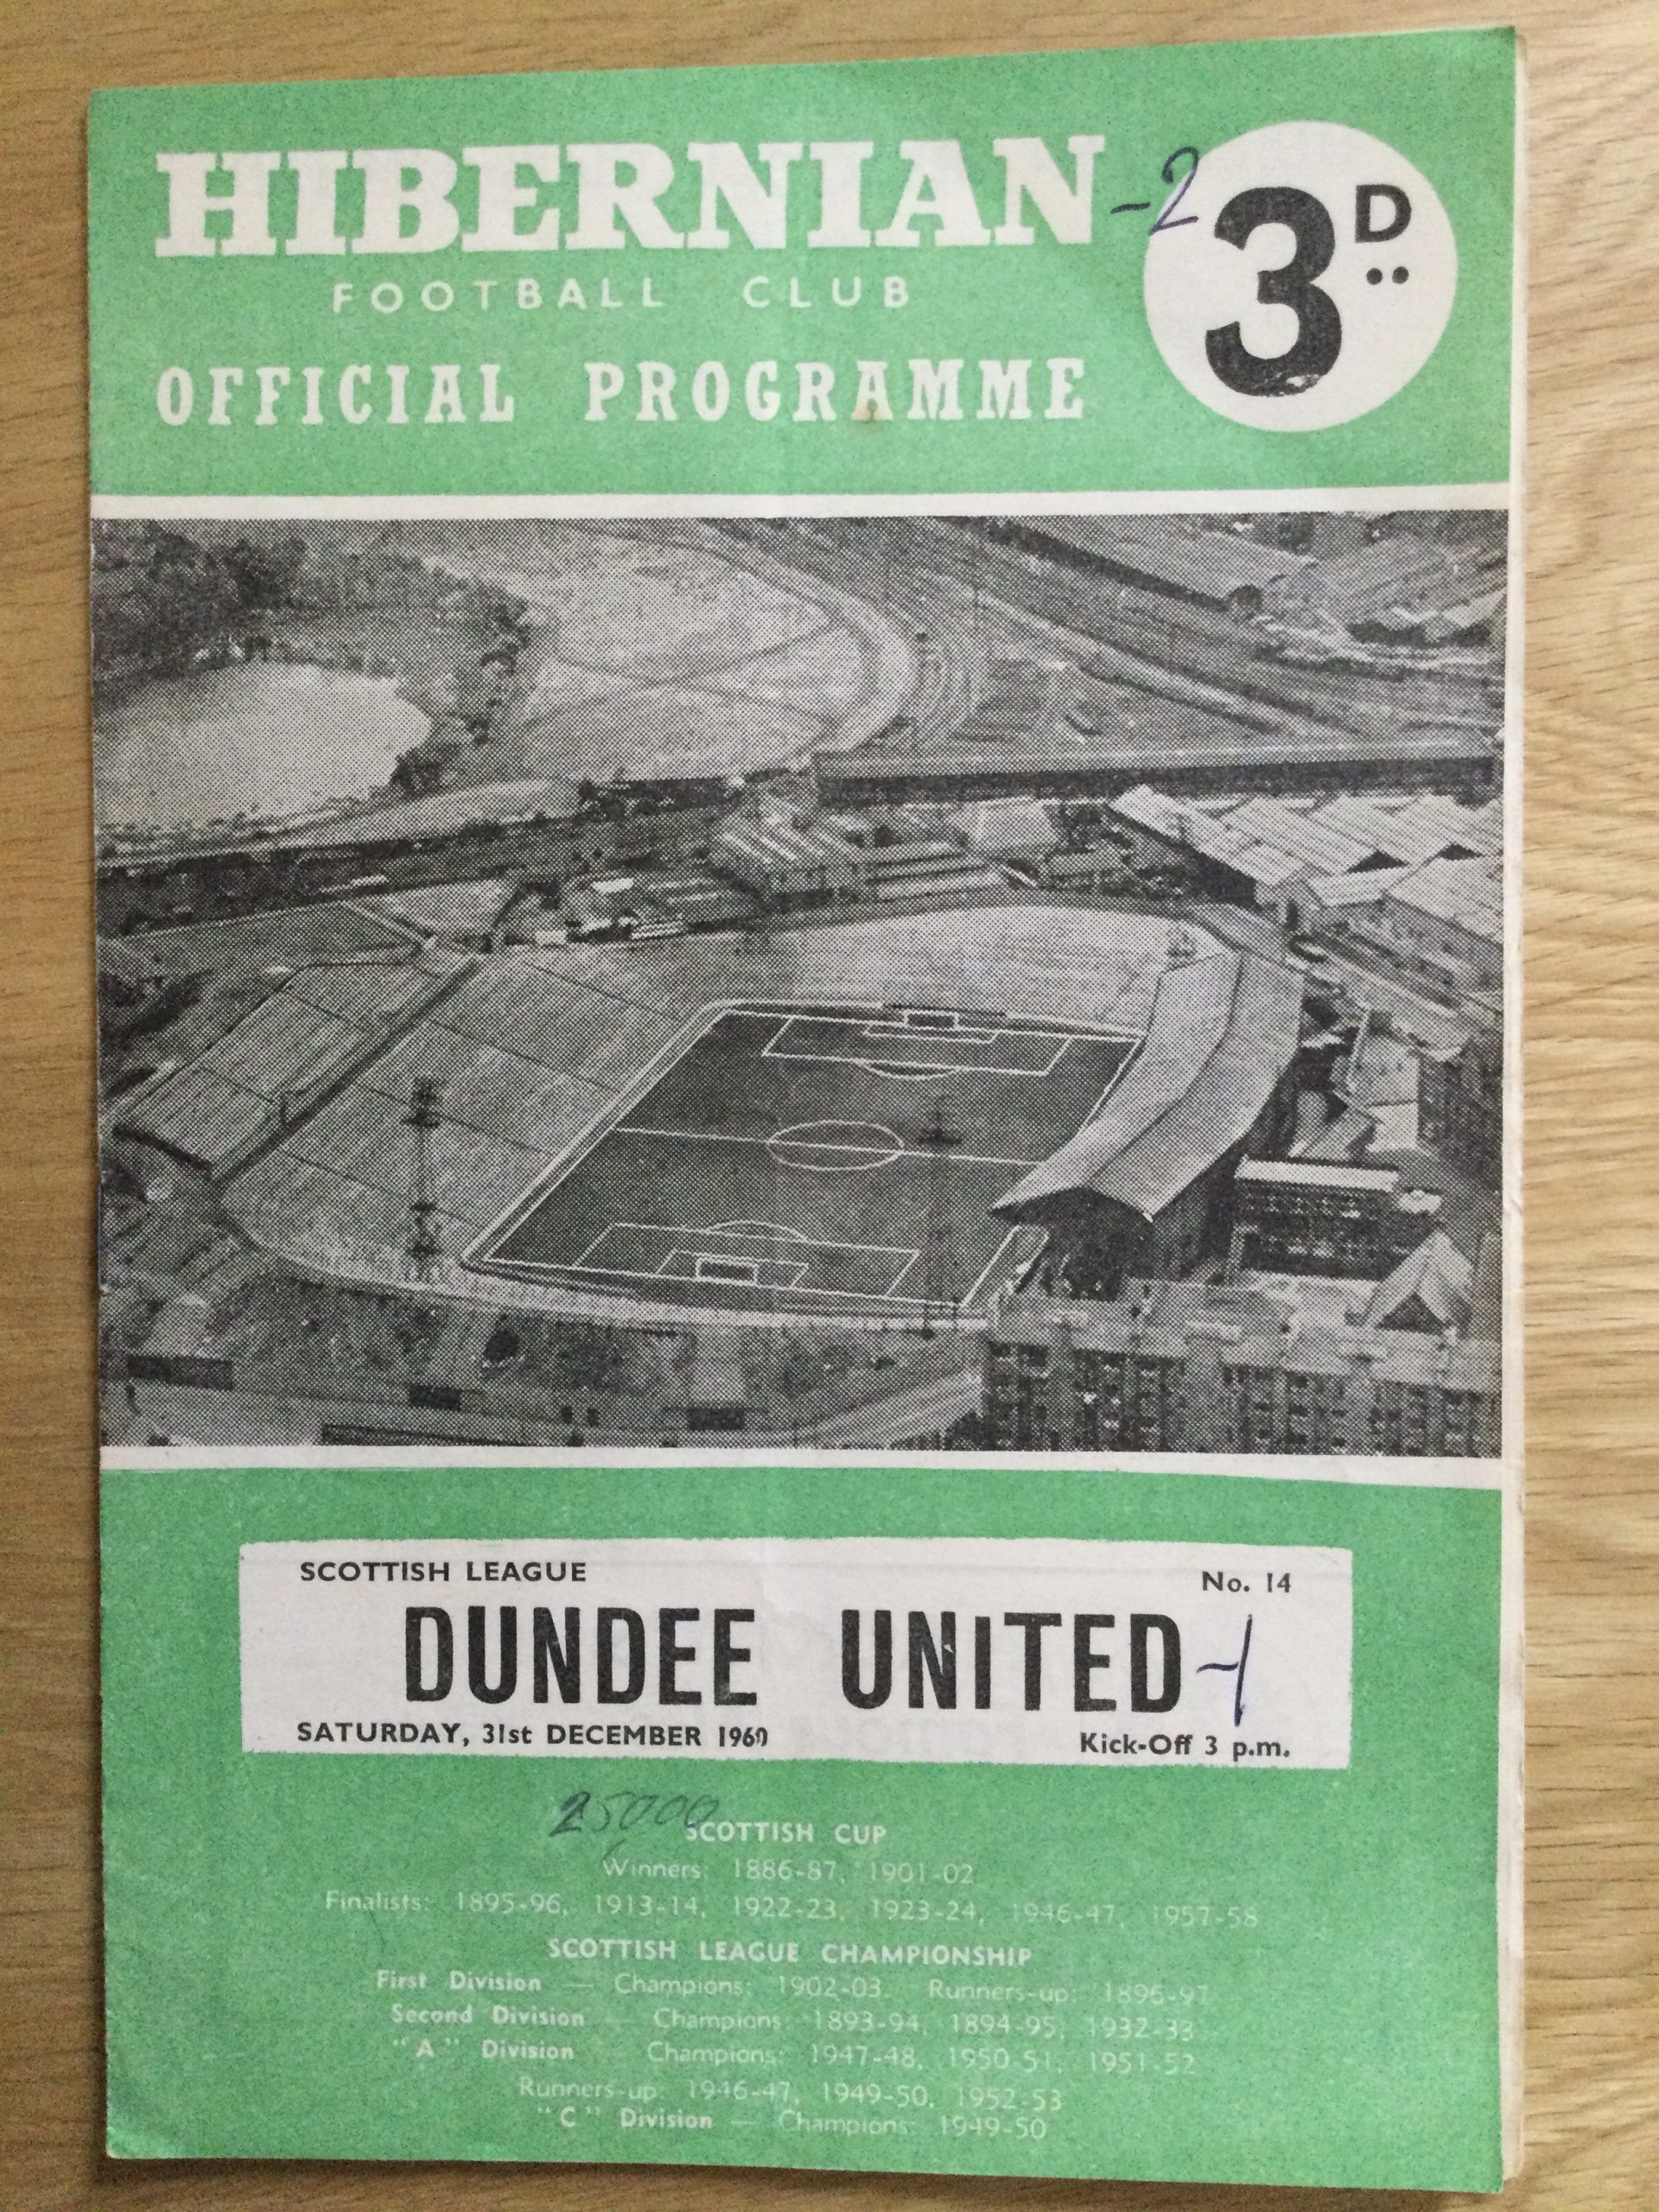 HIBERNIAN -2
3D
FOOTBALL CLUB
OFFICIAL PROGRAMME
SCOTTISH LEAGUE No. 14
DUNDEE UNITED -1
SATURDAY, 31st DECEMBER 1960 Kick-Off 3 p.m.
25000
SCOTTISH CUP
Winners: 1886-87, 1901-02
Finalists: 1895-96, 1913-14, 1922-23, 1923-24, 1946-47, 1957-58
SCOTTISH LEAGUE CHAMPIONSHIP
First Division — Champions: 1902-03. Runners-up: 1896-97
Second Division — Champions: 1893-94, 1894-95, 1932-33
"A" Division — Champions: 1947-48, 1950-51, 1951-52
Runners-up: 1946-47, 1949-50, 1952-53
"C" Division — Champions: 1949-50